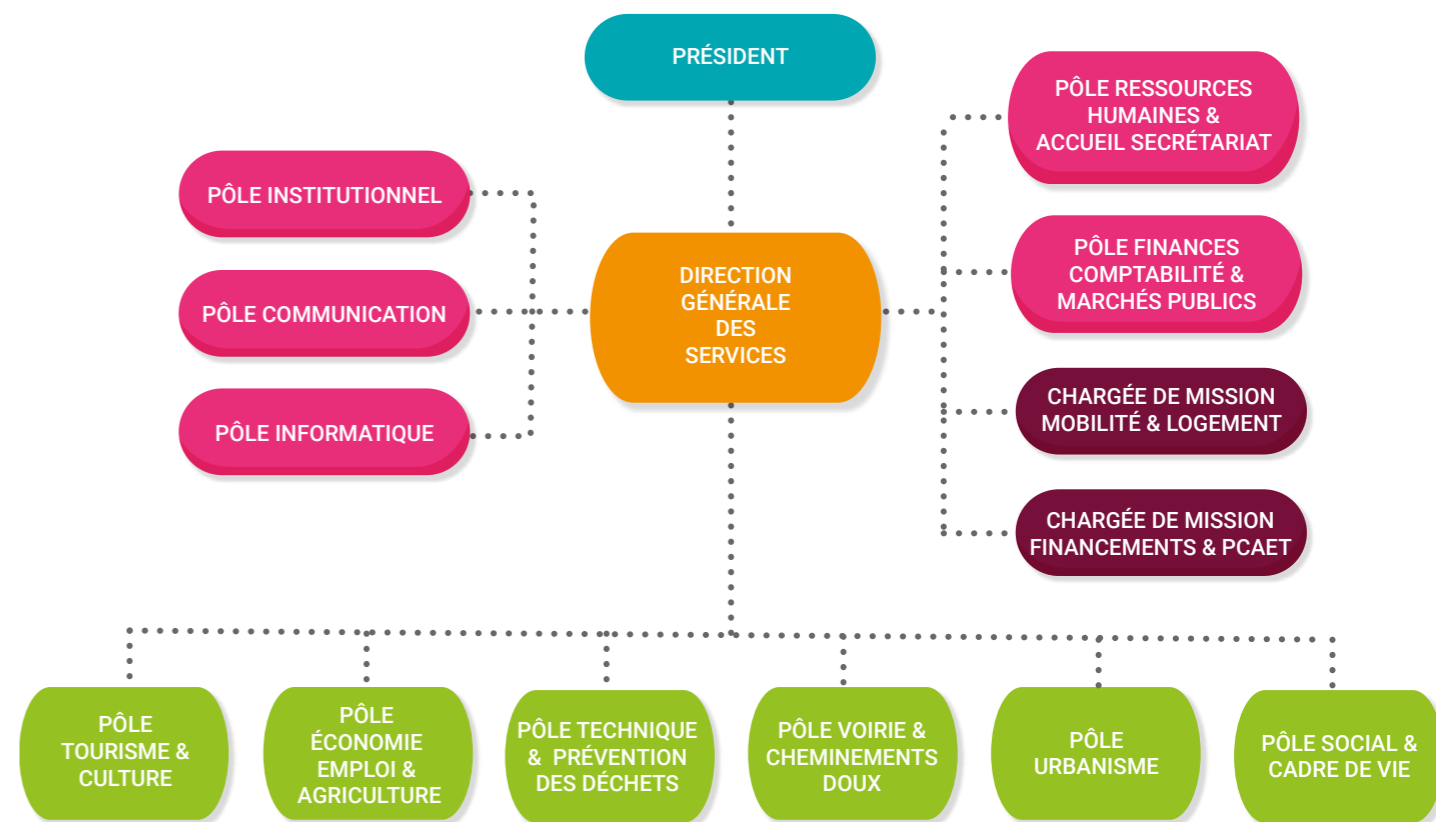 PRÉSIDENT
PÔLE RESSOURCES
HUMAINES &
ACCUEIL SECRÉTARIAT
PÔLE INSTITUTIONNEL
PÔLE FINANCES
COMPTABILITÉ &
MARCHÉS PUBLICS
DIRECTION
GÉNÉRALE
DES
SERVICES
PÔLE COMMUNICATION
CHARGÉE DE MISSION
MOBILITÉ & LOGEMENT
PÔLE INFORMATIQUE
CHARGÉE DE MISSION
FINANCEMENTS & PCAET
PÔLE
TOURISME &
CULTURE
PÔLE
ÉCONOMIE
EMPLOI &
AGRICULTURE
PÔLE TECHNIQUE
& PRÉVENTION
DES DÉCHETS
PÔLE VOIRIE &
CHEMINEMENTS
DOUX
PÔLE
URBANISME
PÔLE SOCIAL &
CADRE DE VIE